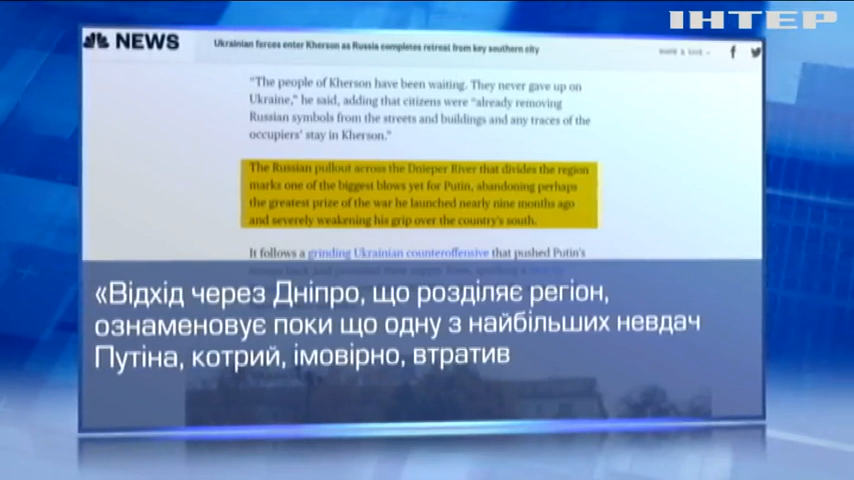 ІНТЕР
NEWS
Ukrainian forces enter Kherson as Russia completes retreat from key southern city
"The people of Kherson have been waiting. They never gave up on
Ukraine," he said, adding that citizens were "already removing
Russian symbols from the streets and buildings and any traces of the
occupiers' stay in Kherson."
The Russian pullout across the Dnieper River that divides the region
marks one of the biggest blows yet for Putin, abandoning perhaps
the greatest prize of the war he launched nearly nine months ago
and severely weakening his grip over the country's south.
It follows a grinding Ukrainian counteroffensive that pushed Putin's
«Відхід через Дніпро, що розділяє регіон,
ознаменовує поки що одну з найбільших невдач
Путіна, котрий, імовірно, втратив